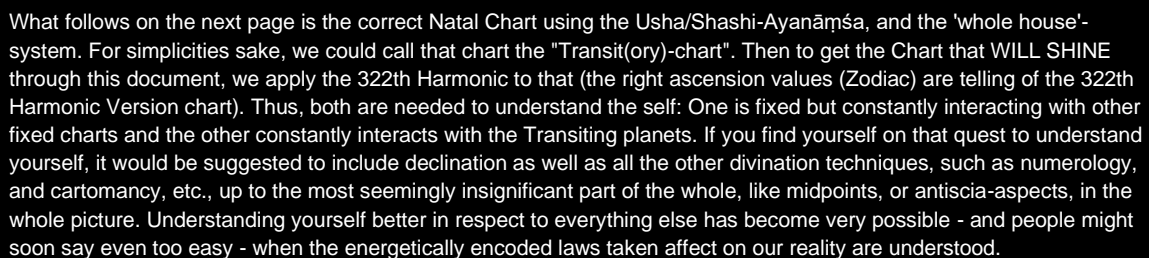 What follows on the next page is the correct Natal Chart using the Usha/Shashi-Ayanāṃśa, and the 'whole house'-
system. For simplicities sake, we could call that chart the "Transit(ory)-chart". Then to get the Chart that WILL SHINE
through this document, we apply the 322th Harmonic to that (the right ascension values (Zodiac) are telling of the 322th
Harmonic Version chart). Thus, both are needed to understand the self: One is fixed but constantly interacting with other
fixed charts and the other constantly interacts with the Transiting planets. If you find yourself on that quest to understand
yourself, it would be suggested to include declination as well as all the other divination techniques, such as numerology,
and cartomancy, etc., up to the most seemingly insignificant part of the whole, like midpoints, or antiscia-aspects, in the
whole picture. Understanding yourself better in respect to everything else has become very possible - and people might
soon say even too easy - when the energetically encoded laws taken affect on our reality are understood.